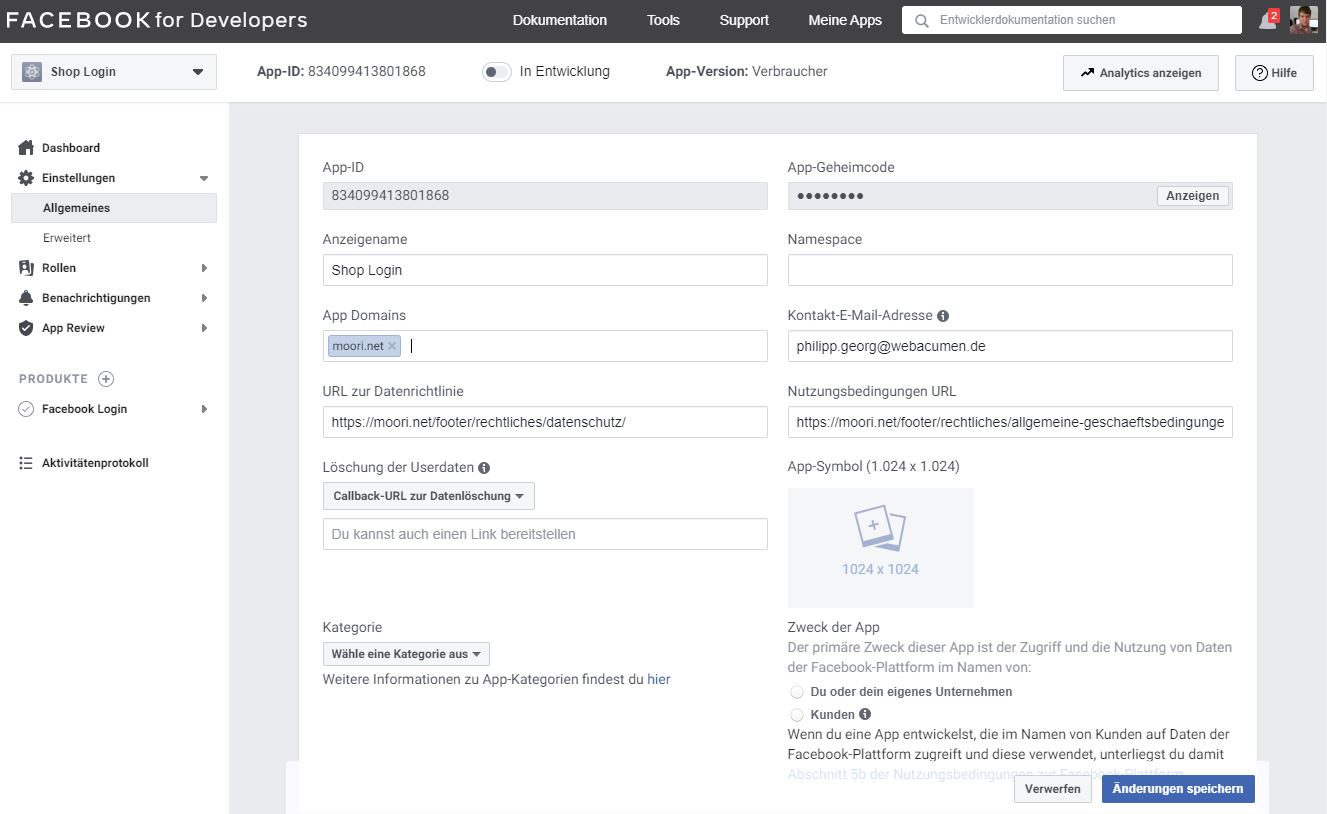 FACEBOOK for Developers
Dokumentation
Tools
Support
Meine Apps
Entwicklerdokumentation suchen
2
Shop Login
App-ID: 834099413801868
In Entwicklung
App-Version: Verbraucher
Analytics anzeigen
Hilfe
Dashboard
Einstellungen
Allgemeines
Erweitert
Rollen
Benachrichtigungen
App Review
PRODUKTE
Facebook Login
Aktivitätenprotokoll
App-ID
834099413801868
App-Geheimcode
●●●●●●●●
Anzeigen
Anzeigename
Shop Login
Namespace
App Domains
moori.net
Kontakt-E-Mail-Adresse
philipp.georg@webacumen.de
URL zur Datenrichtlinie
https://moori.net/footer/rechtliches/datenschutz/
Nutzungsbedingungen URL
https://moori.net/footer/rechtliches/allgemeine-geschaeftsbedingunge
Löschung der Userdaten
Callback-URL zur Datenlöschung
Du kannst auch einen Link bereitstellen
App-Symbol (1.024 x 1.024)
1024 x 1024
Kategorie
Wähle eine Kategorie aus
Weitere Informationen zu App-Kategorien findest du hier
Zweck der App
Der primäre Zweck dieser App ist der Zugriff und die Nutzung von Daten
der Facebook-Plattform im Namen von:
Du oder dein eigenes Unternehmen
Kunden
Wenn du eine App entwickelst, die im Namen von Kunden auf Daten der
Facebook-Plattform zugreift und diese verwendet, unterliegst du damit
Abschnitt 5b der Nutzungsbedingungen zur Facebook-Plattform
Verwerfen
Änderungen speichern